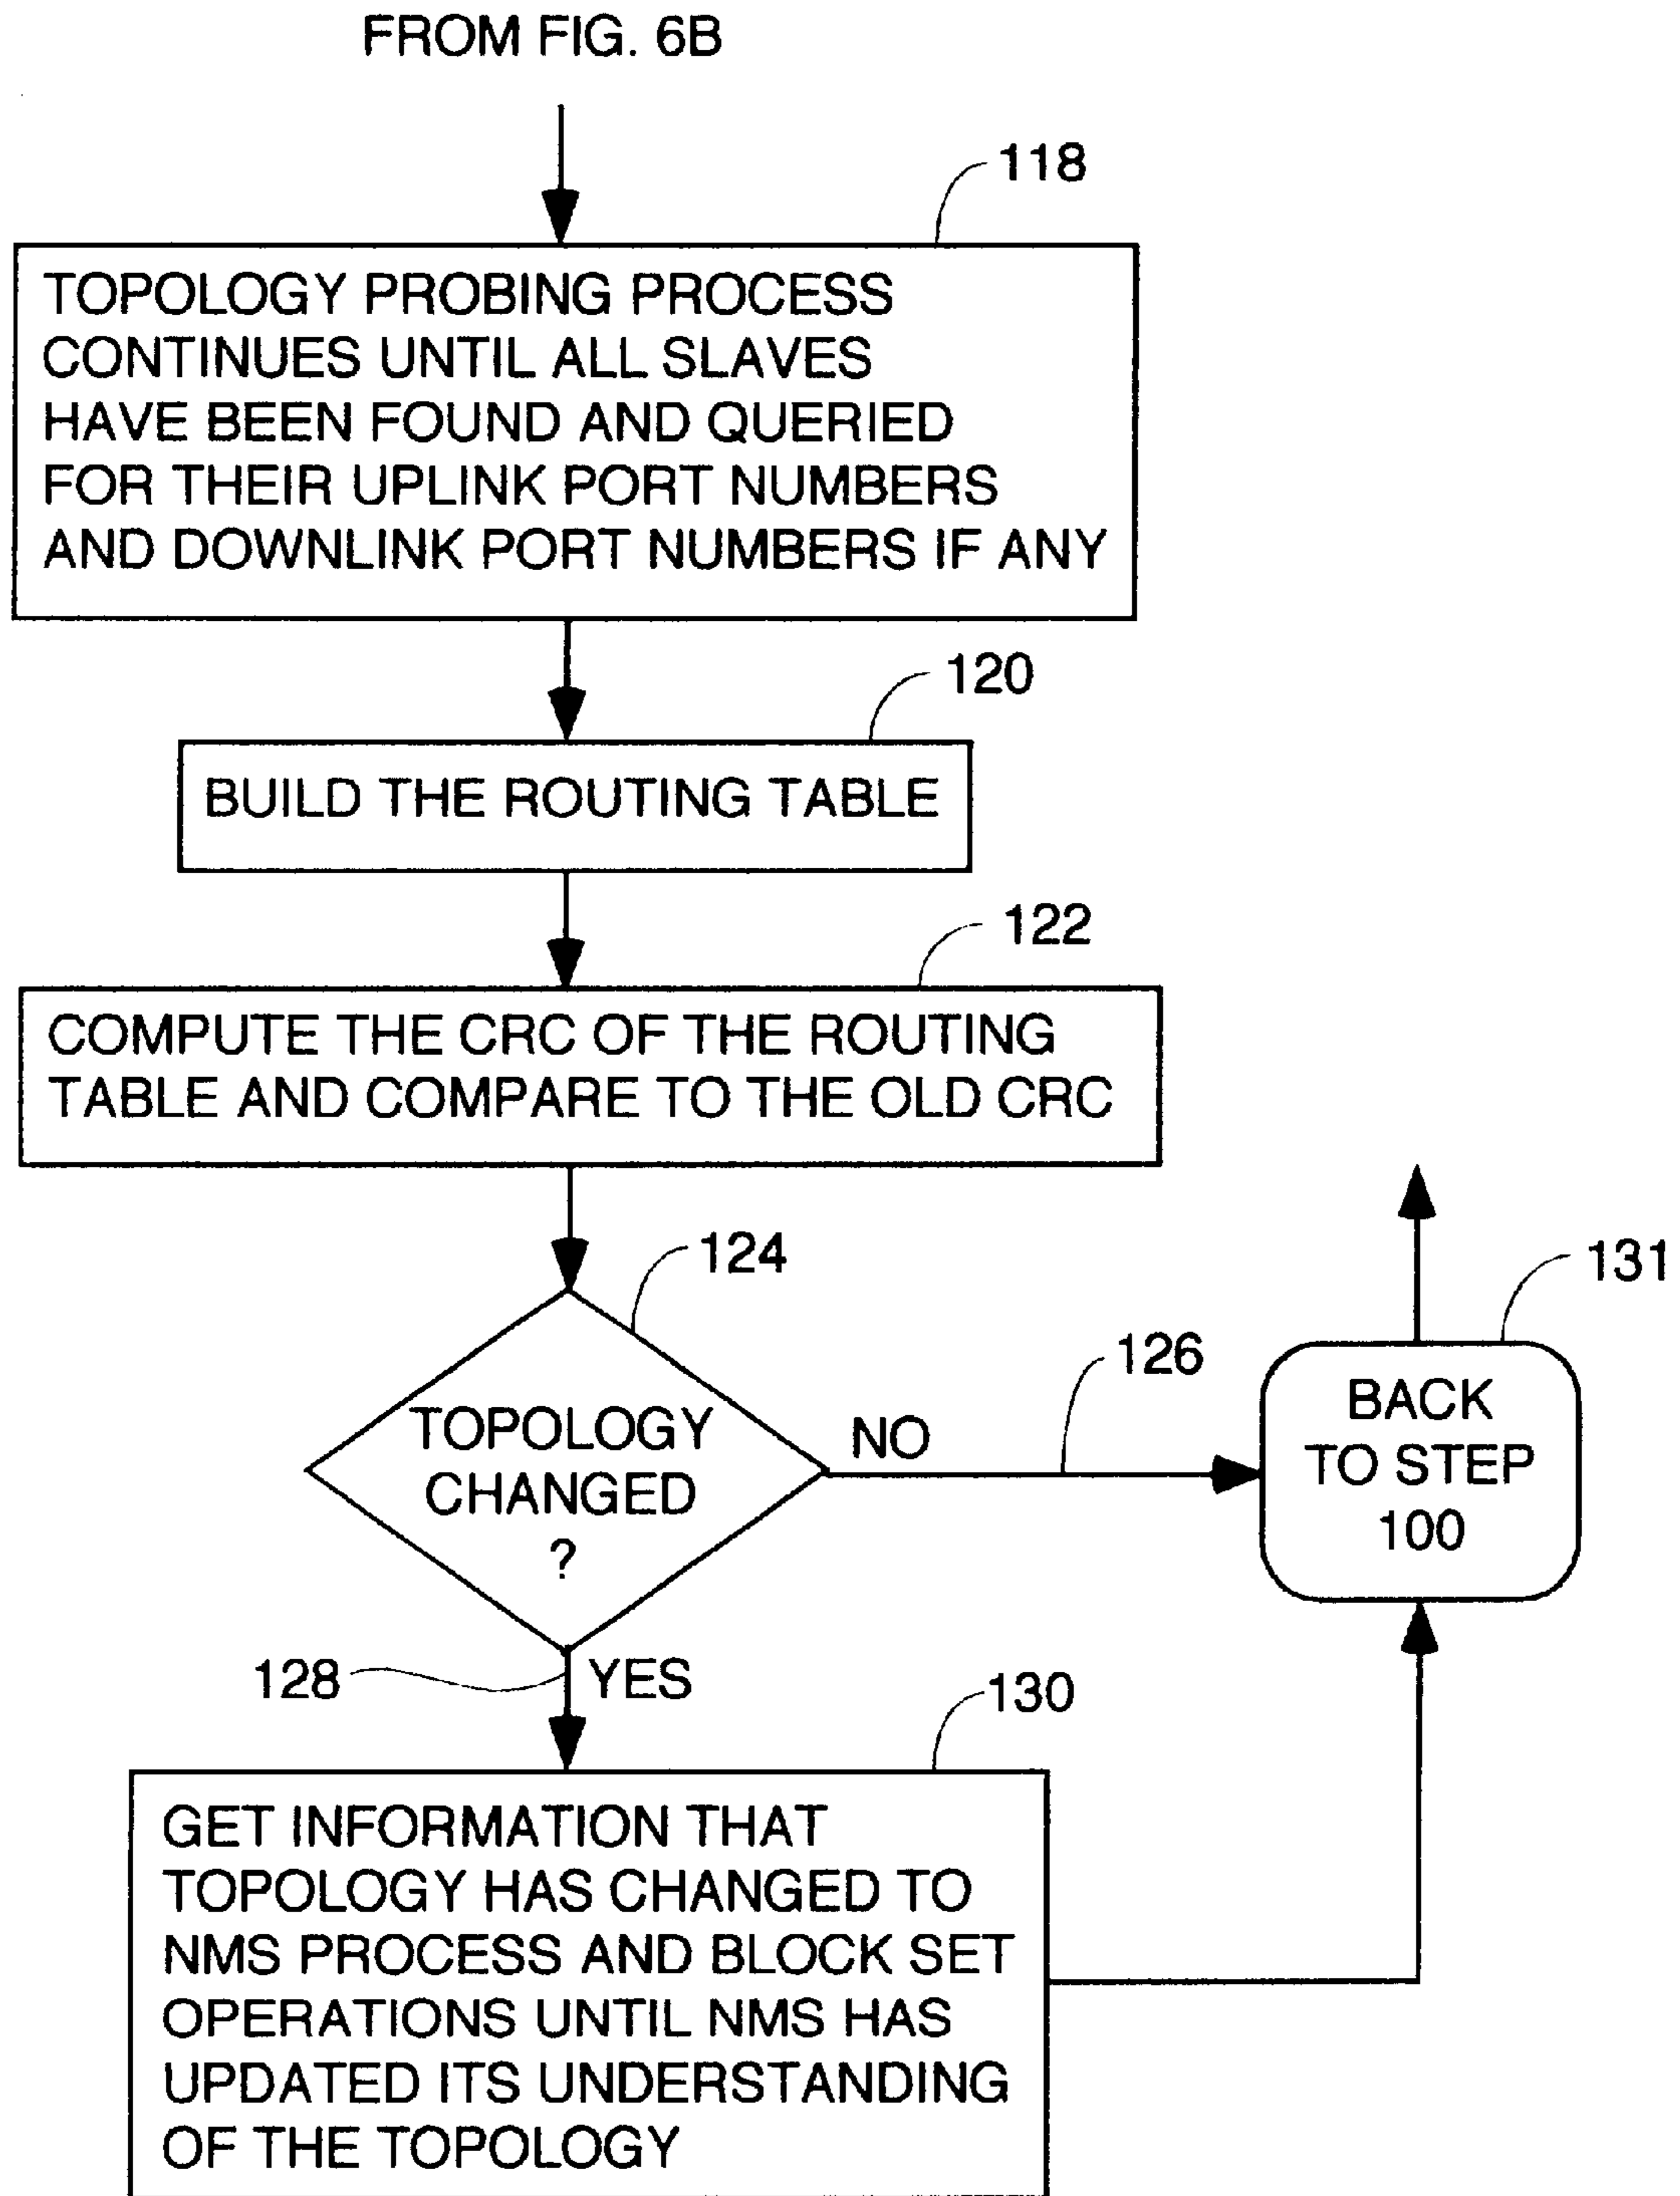 FROM FIG. 6B
118
TOPOLOGY PROBING PROCESS
CONTINUES UNTIL ALL SLAVES
HAVE BEEN FOUND AND QUERIED
FOR THEIR UPLINK PORT NUMBERS
AND DOWNLINK PORT NUMBERS IF ANY
120
BUILD THE ROUTING TABLE
122
COMPUTE THE CRC OF THE ROUTING
TABLE AND COMPARE TO THE OLD CRC
124
TOPOLOGY
CHANGED
?
NO
126
131
BACK
TO STEP
100
128
YES
130
GET INFORMATION THAT
TOPOLOGY HAS CHANGED TO
NMS PROCESS AND BLOCK SET
OPERATIONS UNTIL NMS HAS
UPDATED ITS UNDERSTANDING
OF THE TOPOLOGY